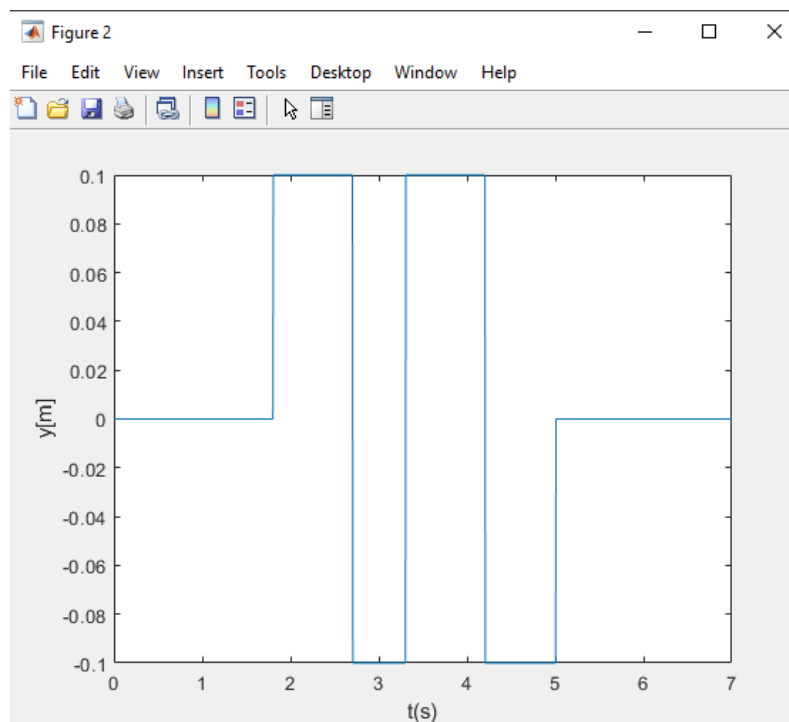 Figure 2
File Edit View Insert Tools Desktop Window Help
0.1
0.08
0.06
0.04
0.02
0
-0.02
-0.04
-0.06
-0.08
-0.1
y[m]
0 1 2 3 4 5 6 7
t(s)